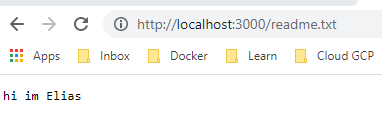 http://localhost:3000/readme.txt
Apps Inbox Docker Learn Cloud GCP
hi im Elias